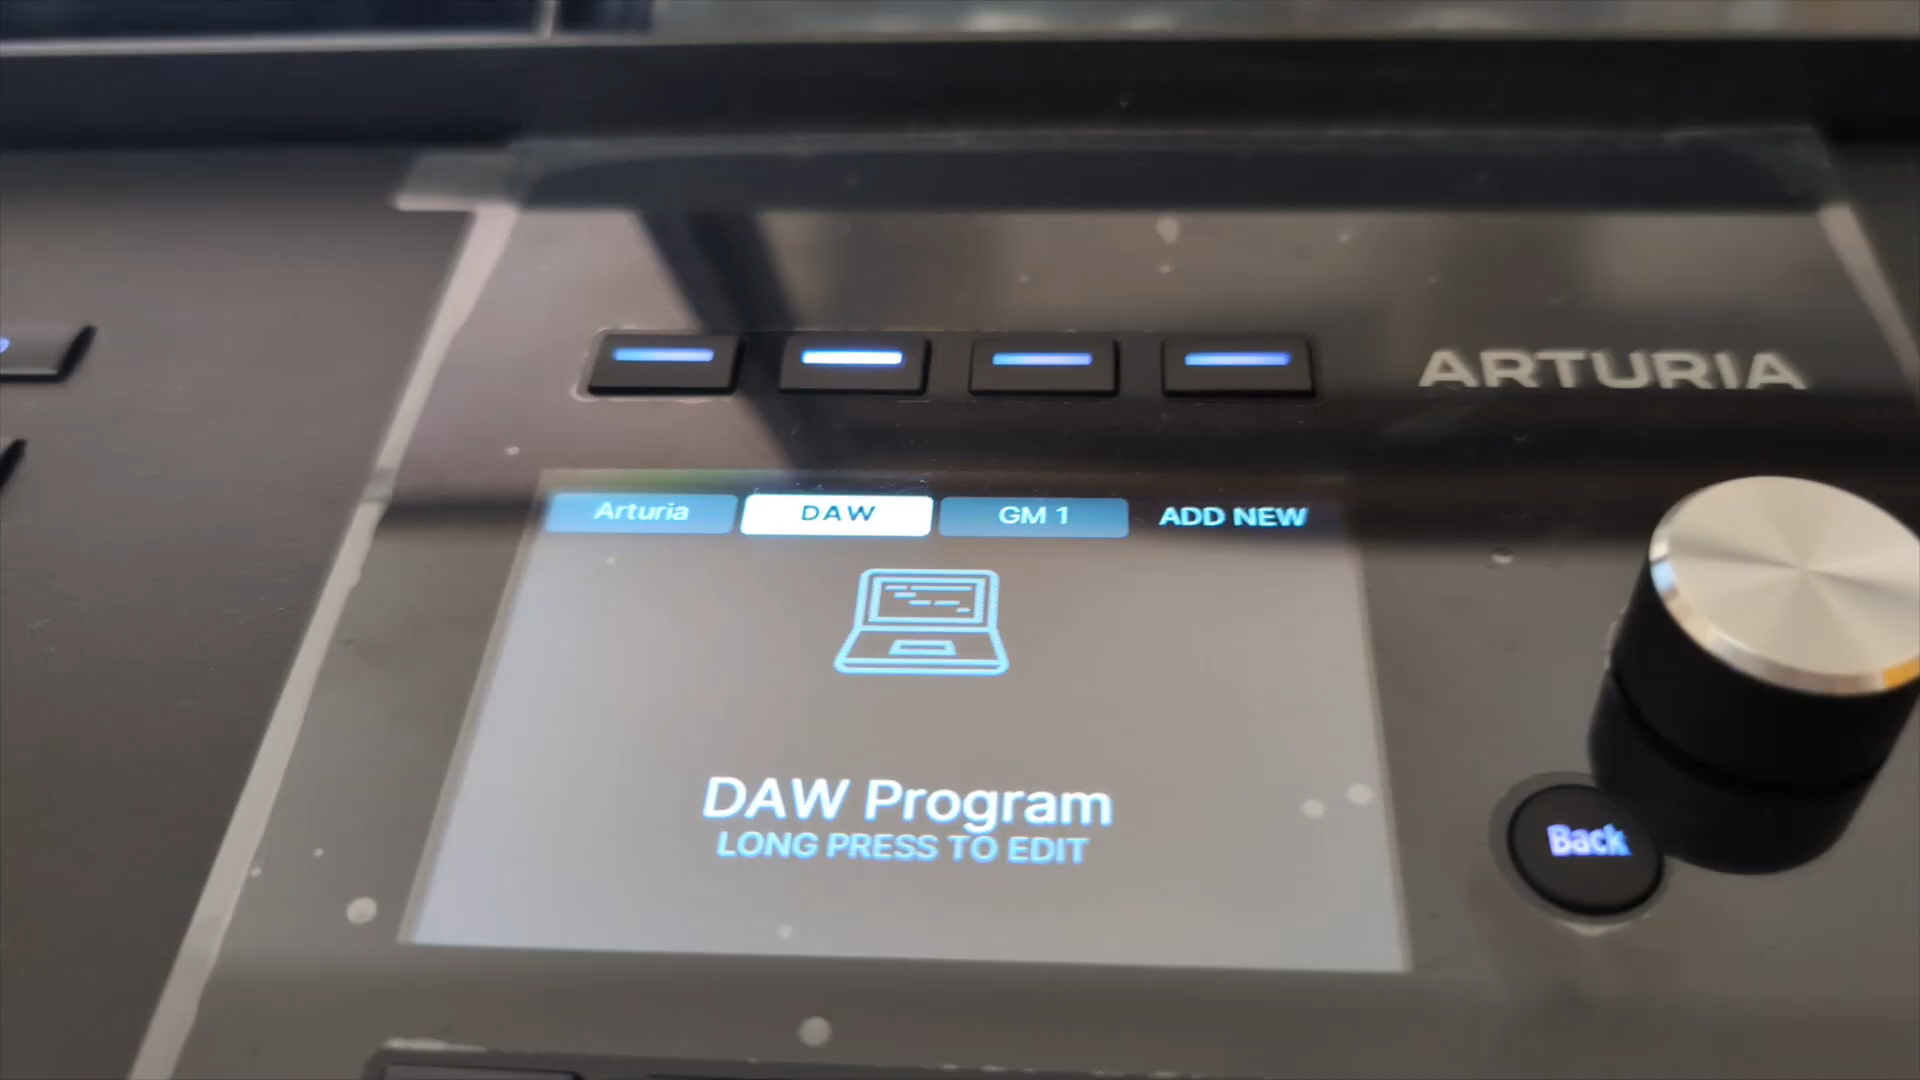 ARTURIA
Arturia
DAW
GM 1
ADD NEW
DAW Program
LONG PRESS TO EDIT
Back